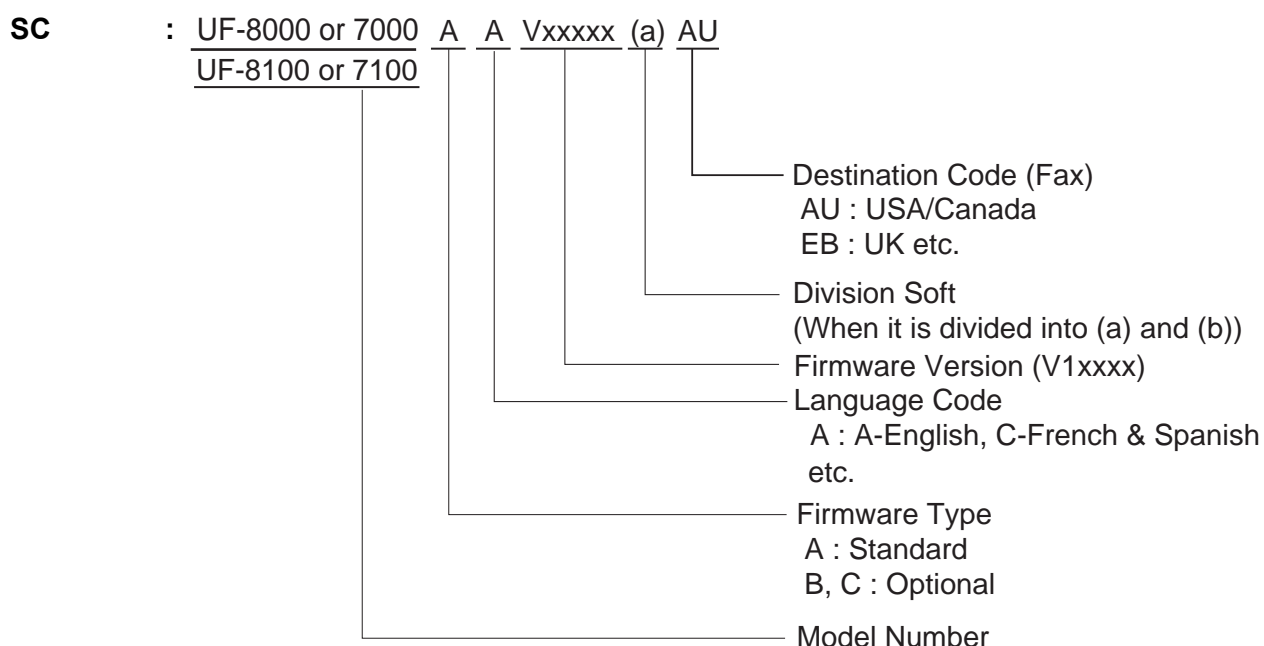 SC : UF-8000 or 7000 A A Vxxxxx (a) AU
UF-8100 or 7100
Destination Code (Fax)
AU : USA/Canada
EB : UK etc.
Division Soft
(When it is divided into (a) and (b))
Firmware Version (V1xxxx)
Language Code
A : A-English, C-French & Spanish
etc.
Firmware Type
A : Standard
B, C : Optional
Model Number